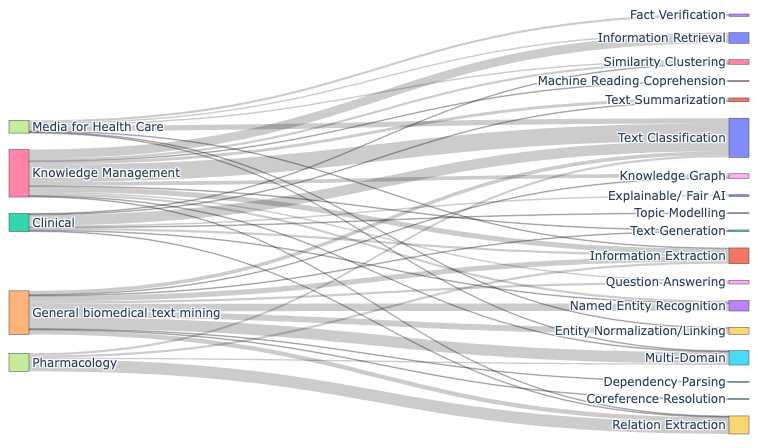 Media for Health Care
Knowledge Management
Clinical
General biomedical text mining
Pharmacology
Fact Verification
Information Retrieval
Similarity Clustering
Machine Reading Coprehension
Text Summarization
Text Classification
Knowledge Graph
Explainable/ Fair AI
Topic Modelling
Text Generation
Information Extraction
Question Answering
Named Entity Recognition
Entity Normalization/Linking
Multi-Domain
Dependency Parsing
Coreference Resolution
Relation Extraction